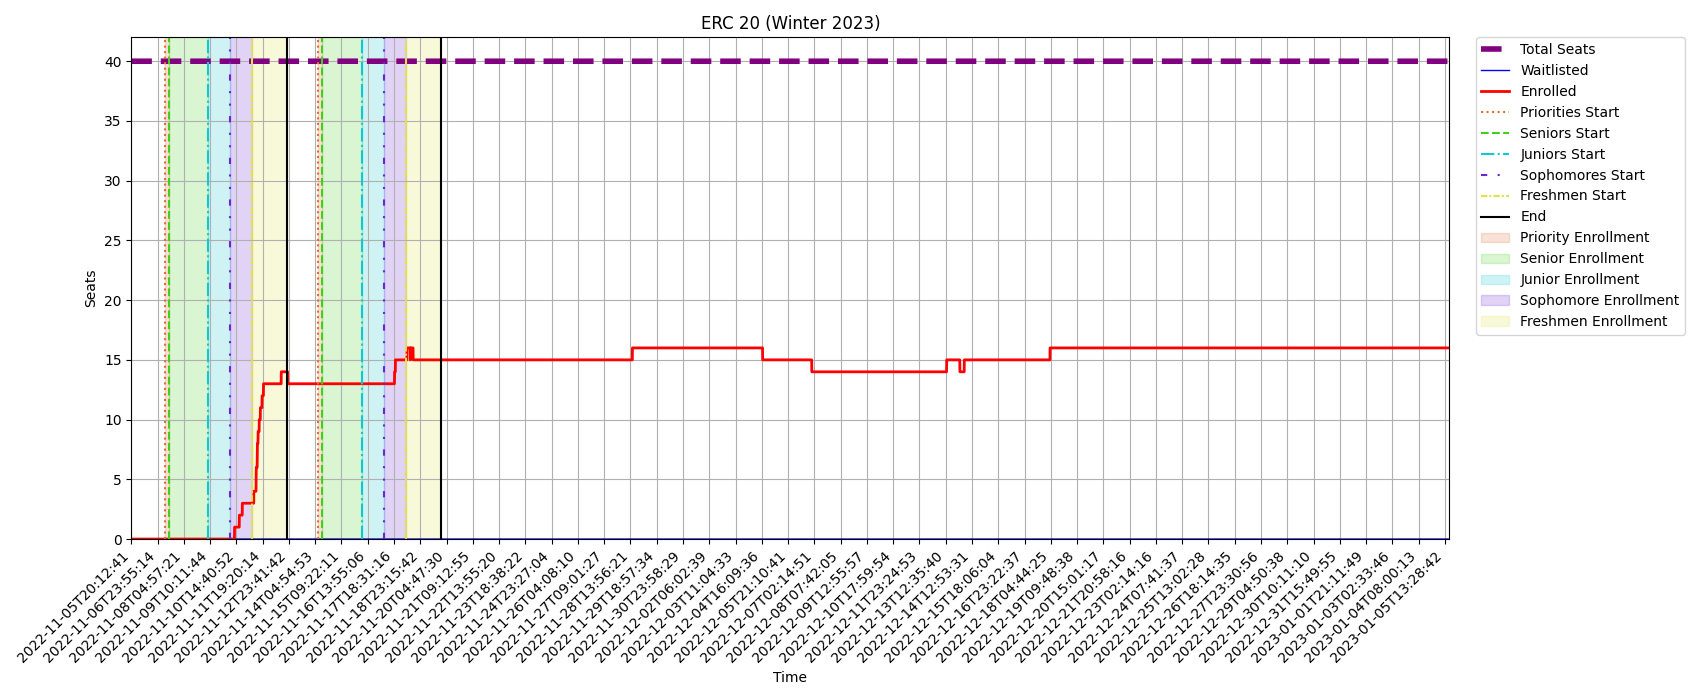 ERC 20 (Winter 2023)
Seats
40
35
30
25
20
15
10
5
0
2022-11-05T20:12:41
2022-11-06T23:55:14
2022-11-08T04:57:21
2022-11-09T10:11:44
2022-11-10T14:40:52
2022-11-11T19:20:14
2022-11-12T23:41:42
2022-11-14T04:54:53
2022-11-15T09:22:11
2022-11-16T13:55:06
2022-11-17T18:31:16
2022-11-18T23:15:42
2022-11-20T04:47:30
2022-11-21T09:12:55
2022-11-22T13:55:20
2022-11-23T18:38:22
2022-11-24T23:27:04
2022-11-26T04:08:10
2022-11-27T09:01:27
2022-11-28T13:56:21
2022-11-29T18:57:34
2022-11-30T23:58:29
2022-12-02T06:02:39
2022-12-03T11:04:33
2022-12-04T16:09:36
2022-12-05T21:10:41
2022-12-07T02:14:51
2022-12-08T07:42:05
2022-12-09T12:55:57
2022-12-10T17:59:54
2022-12-11T23:24:53
2022-12-13T12:35:40
2022-12-14T12:53:31
2022-12-15T18:06:04
2022-12-16T23:22:37
2022-12-18T04:44:25
2022-12-19T09:48:38
2022-12-20T15:01:17
2022-12-21T20:58:16
2022-12-23T02:14:16
2022-12-24T07:41:37
2022-12-25T13:02:28
2022-12-26T18:14:35
2022-12-27T23:30:56
2022-12-29T04:50:38
2022-12-30T10:11:10
2022-12-31T15:49:55
2023-01-01T21:11:49
2023-01-03T02:33:46
2023-01-04T08:00:13
2023-01-05T13:28:42
Time
Total Seats
Waitlisted
Enrolled
Priorities Start
Seniors Start
Juniors Start
Sophomores Start
Freshmen Start
End
Priority Enrollment
Senior Enrollment
Junior Enrollment
Sophomore Enrollment
Freshmen Enrollment